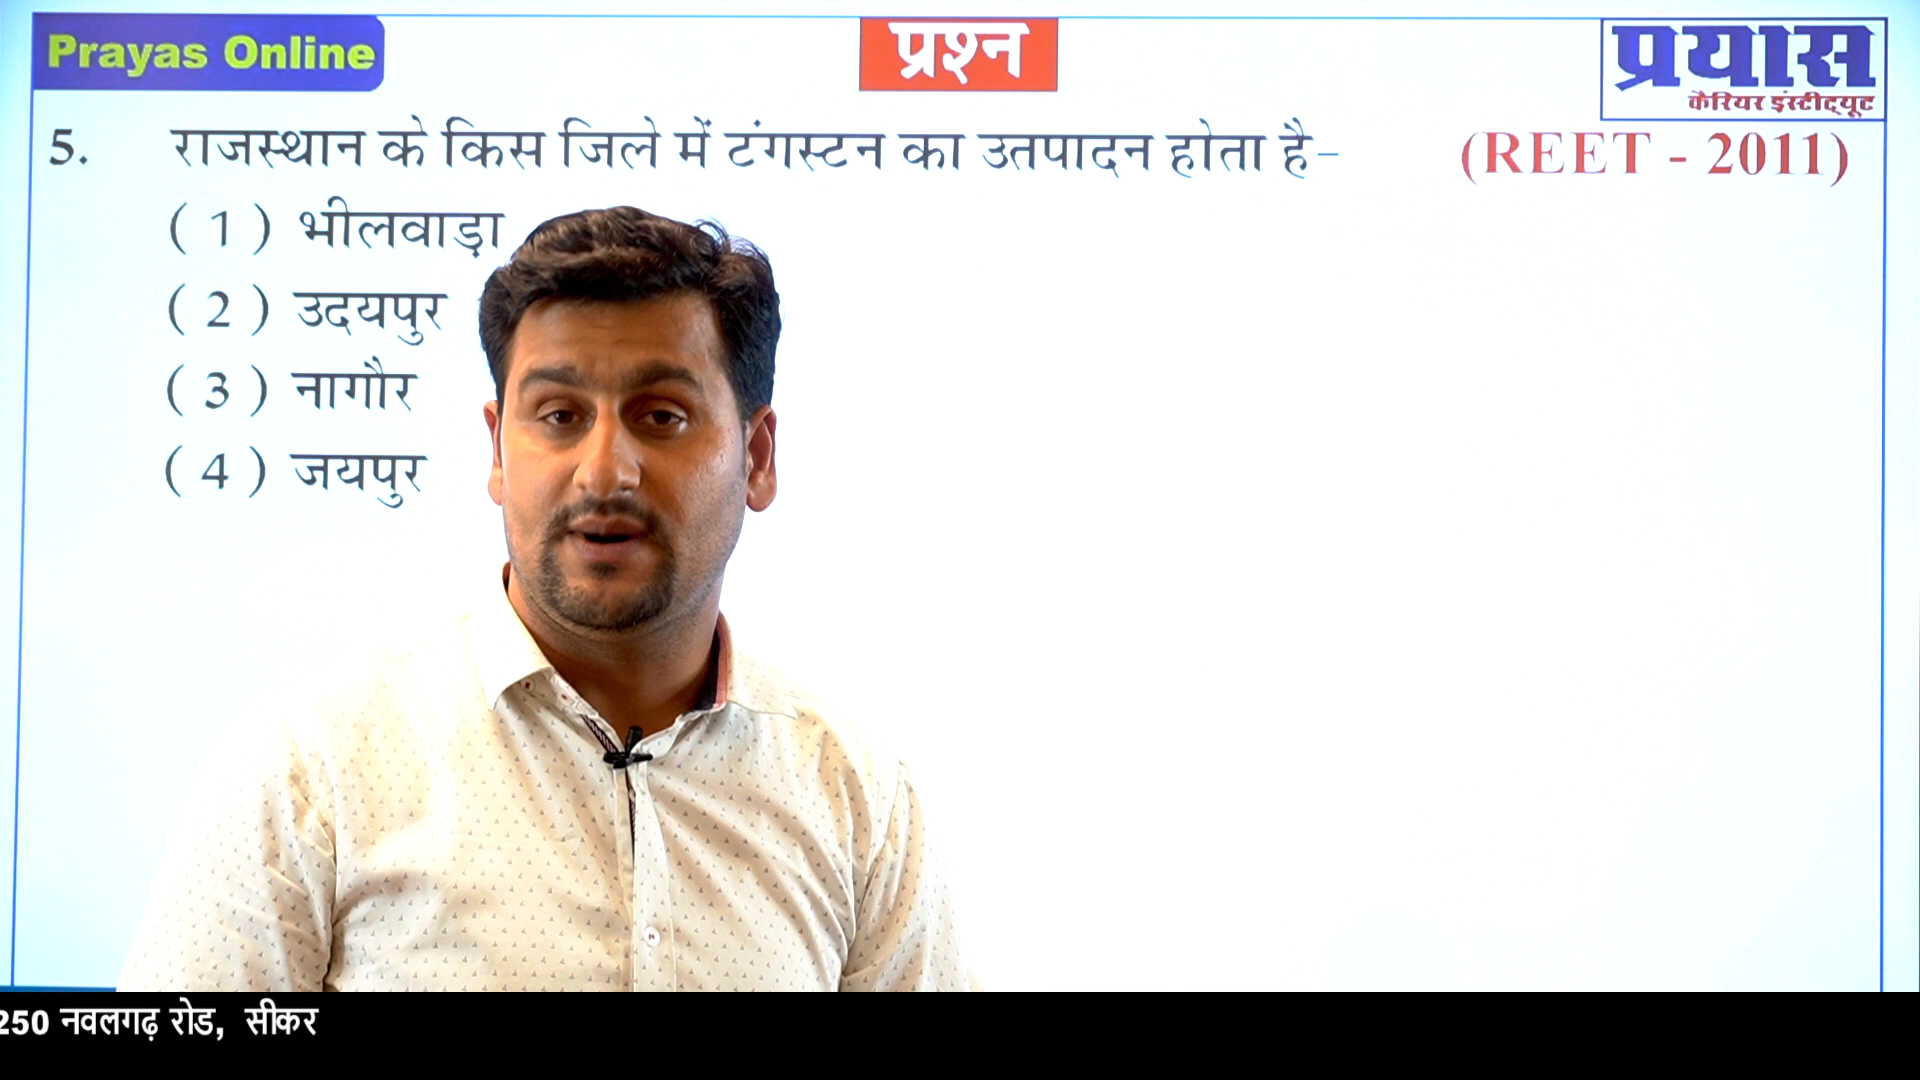 Prayas Online
प्रश्न
प्रयास
कैरियर इंस्टीट्यूट
5. राजस्थान के किस जिले में टंगस्टन का उतपादन होता है- (REET - 2011)
( 1 ) भीलवाड़ा
( 2 ) उदयपुर
( 3 ) नागौर
( 4 ) जयपुर
250 नवलगढ़ रोड, सीकर